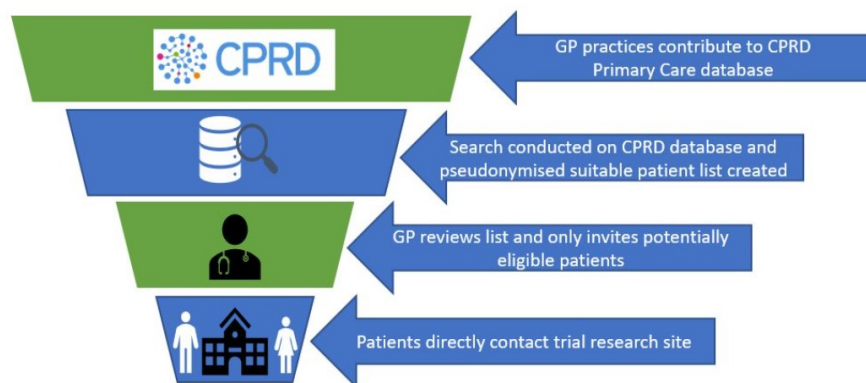 CPRD
GP practices contribute to CPRD
Primary Care database
Search conducted on CPRD database and
pseudonymised suitable patient list created
GP reviews list and only invites potentially
eligible patients
Patients directly contact trial research site